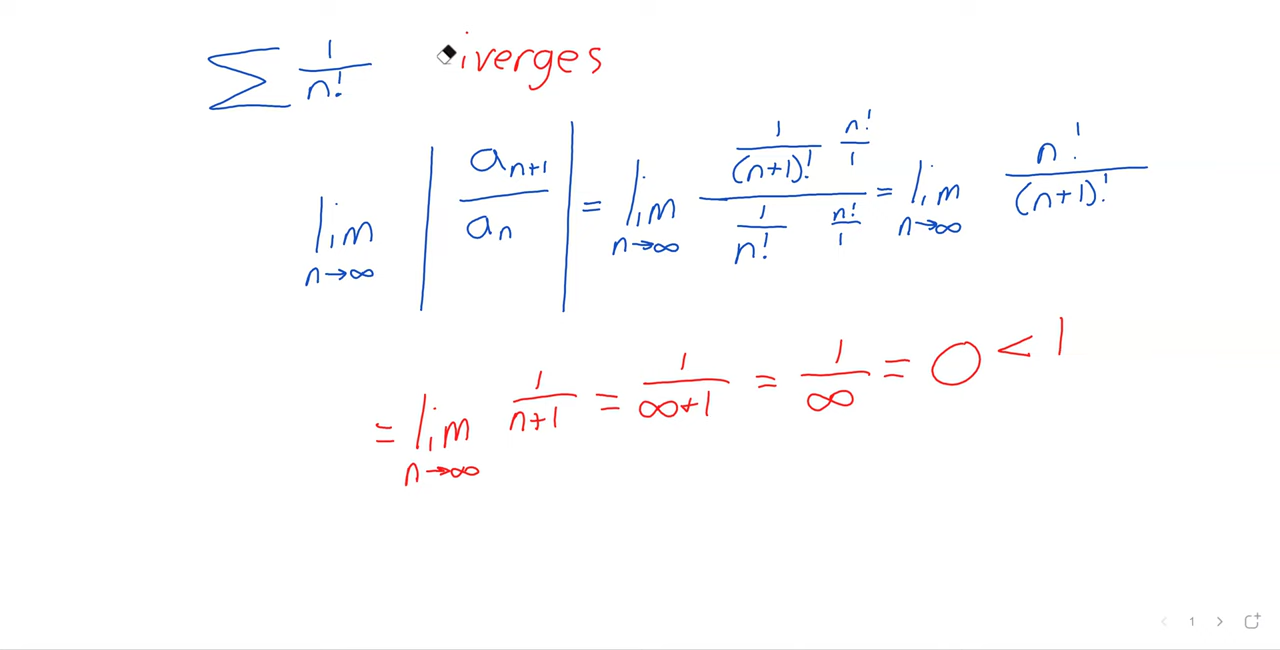 ∑ 1/n! iverges
lim n→∞ | a_{n+1} / a_n | = lim n→∞ (1/(n+1)! n!/1) / (1/n! n!/1) = lim n→∞ n! / (n+1)!
= lim n→∞ 1/(n+1) = 1/(∞+1) = 1/∞ = 0 < 1
1